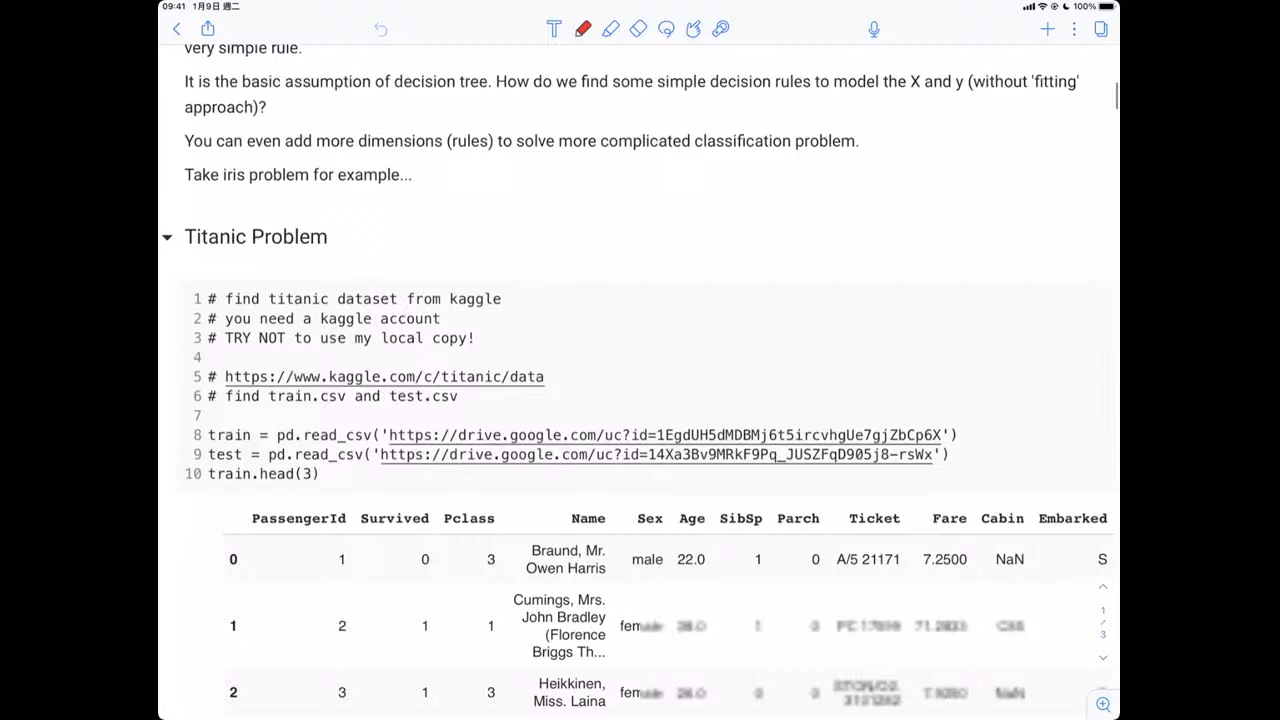 09:41 1月9日 週二
100%
very simple rule.
It is the basic assumption of decision tree. How do we find some simple decision rules to model the X and y (without 'fitting'
approach)?
You can even add more dimensions (rules) to solve more complicated classification problem.
Take iris problem for example...
Titanic Problem
1 # find titanic dataset from kaggle
2 # you need a kaggle account
3 # TRY NOT to use my local copy!
4
5 # https://www.kaggle.com/c/titanic/data
6 # find train.csv and test.csv
7
8 train = pd.read_csv('https://drive.google.com/uc?id=1EgdUH5dMDBMj6t5ircvhgUe7gjZbCp6X')
9 test = pd.read_csv('https://drive.google.com/uc?id=14Xa3Bv9MRkF9Pq_JUSZFqD905j8-rsWx')
10 train.head(3)
PassengerId Survived Pclass Name Sex Age SibSp Parch Ticket Fare Cabin Embarked
0 1 0 3 Braund, Mr. Owen Harris male 22.0 1 0 A/5 21171 7.2500 NaN S
1 2 1 1 Cumings, Mrs. John Bradley (Florence Briggs Th...
2 3 1 3 Heikkinen, Miss. Laina
1
/
3